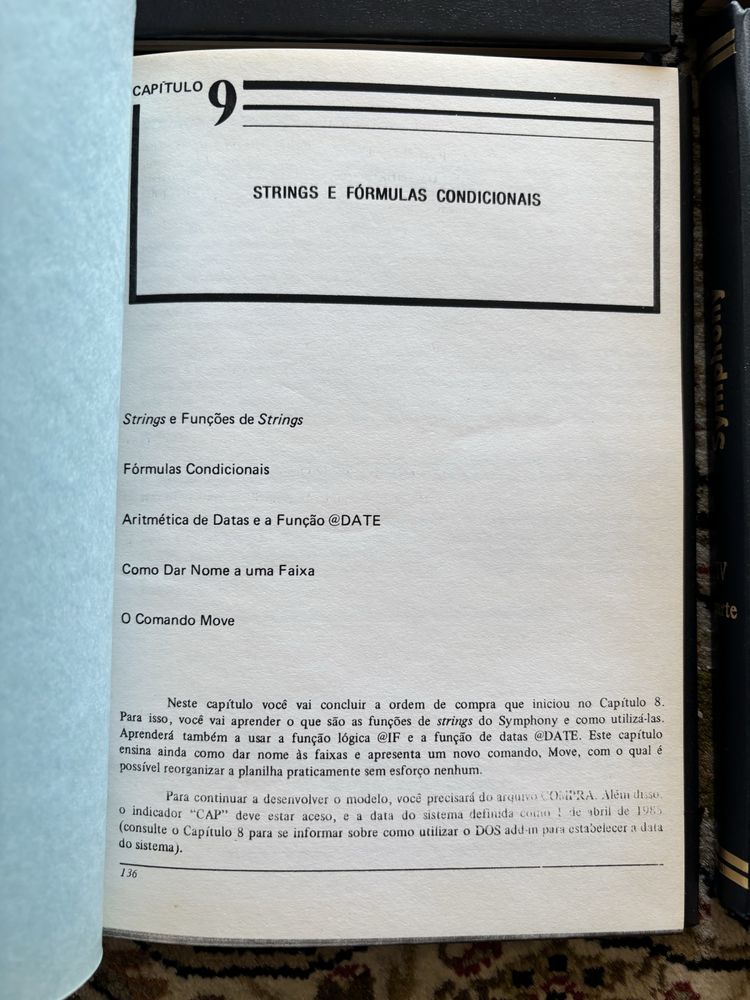 CAPÍTULO 9
STRINGS E FÓRMULAS CONDICIONAIS
Strings e Funções de Strings
Fórmulas Condicionais
Aritmética de Datas e a Função @DATE
Como Dar Nome a uma Faixa
O Comando Move
Neste capítulo você vai concluir a ordem de compra que iniciou no Capítulo 8.
Para isso, você vai aprender o que são as funções de strings do Symphony e como utilizá-las.
Aprenderá também a usar a função lógica @IF e a função de datas @DATE. Este capítulo
ensina ainda como dar nome às faixas e apresenta um novo comando, Move, com o qual é
possível reorganizar a planilha praticamente sem esforço nenhum.
Para continuar a desenvolver o modelo, você precisará do arquivo COMPRA. Além disso,
o indicador “CAP” deve estar aceso, e a data do sistema definida como 1 de abril de 1985
(consulte o Capítulo 8 para se informar sobre como utilizar o DOS add-in para estabelecer a data
do sistema).
136
Symphony
IV